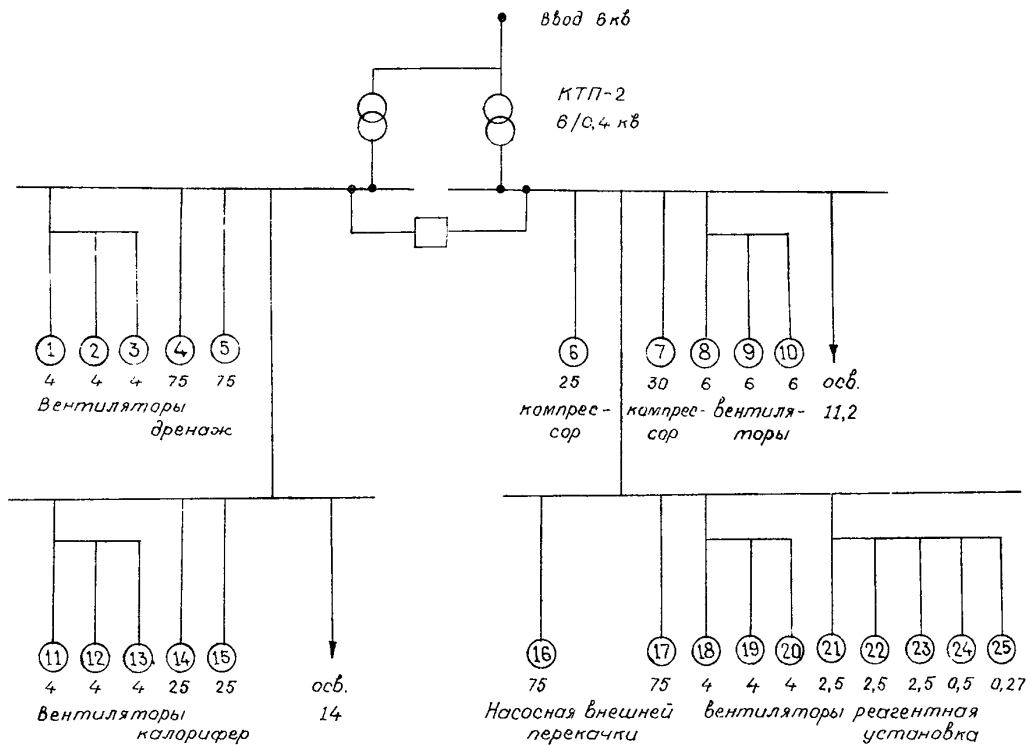 Ввод 6кв
КТП-2
6/0,4 кв
1 2 3 4 5
4 4 4 75 75
Вентиляторы
дренаж
6 7 8 9 10
25 30 6 6 6 осв.
компрес- компрес- вентиля- 11,2
сор сор торы
11 12 13 14 15
4 4 4 25 25 осв.
Вентиляторы 14
калорифер
16 17 18 19 20 21 22 23 24 25
75 75 4 4 4 2,5 2,5 2,5 0,5 0,27
Насосная внешней вентиляторы реагентная
перекачки установка